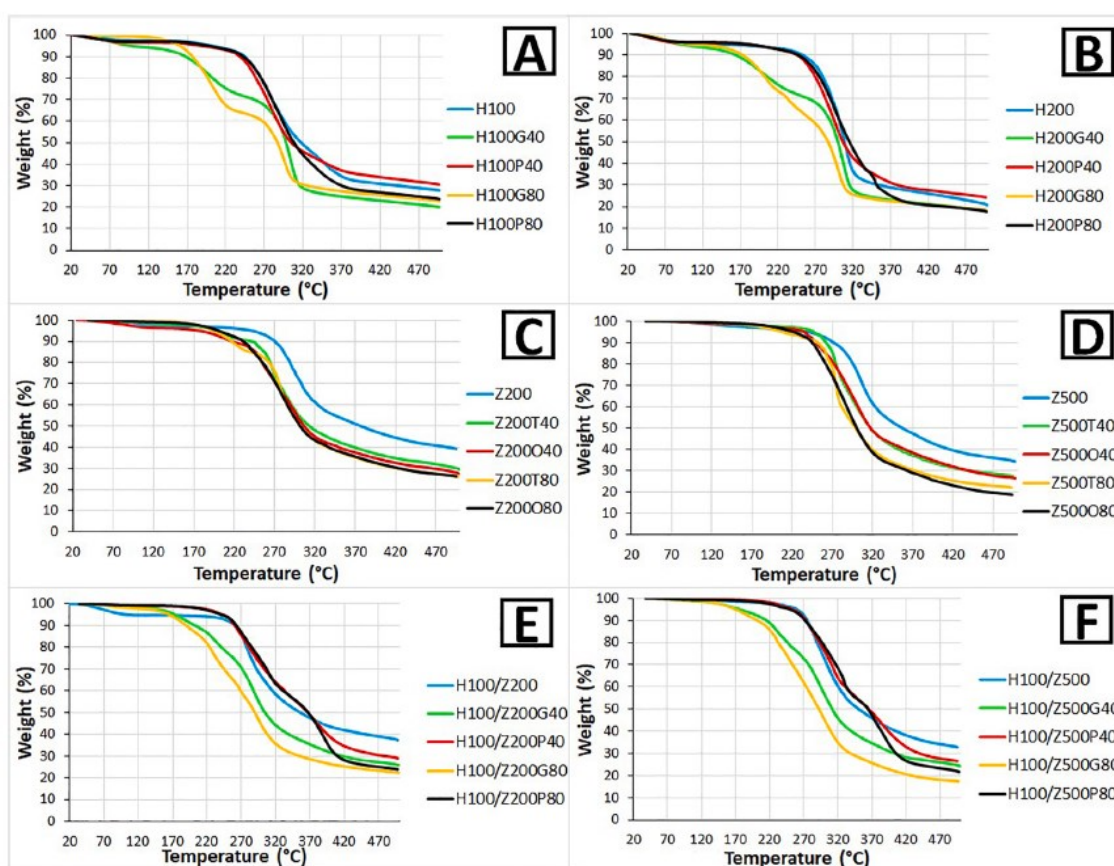 A
Weight (%)
100
90
80
70
60
50
40
30
20
10
0
20 70 120 170 220 270 320 370 420 470
Temperature (°C)
H100
H100G40
H100P40
H100G80
H100P80
B
Weight (%)
100
90
80
70
60
50
40
30
20
10
0
20 70 120 170 220 270 320 370 420 470
Temperature (°C)
H200
H200G40
H200P40
H200G80
H200P80
C
Weight (%)
100
90
80
70
60
50
40
30
20
10
0
20 70 120 170 220 270 320 370 420 470
Temperature (°C)
Z200
Z200T40
Z200O40
Z200T80
Z200O80
D
Weight (%)
100
90
80
70
60
50
40
30
20
10
0
20 70 120 170 220 270 320 370 420 470
Temperature (°C)
Z500
Z500T40
Z500O40
Z500T80
Z500O80
E
Weight (%)
100
90
80
70
60
50
40
30
20
10
0
20 70 120 170 220 270 320 370 420 470
Temperature (°C)
H100/Z200
H100/Z200G40
H100/Z200P40
H100/Z200G80
H100/Z200P80
F
Weight (%)
100
90
80
70
60
50
40
30
20
10
0
20 70 120 170 220 270 320 370 420 470
Temperature (°C)
H100/Z500
H100/Z500G40
H100/Z500P40
H100/Z500G80
H100/Z500P80